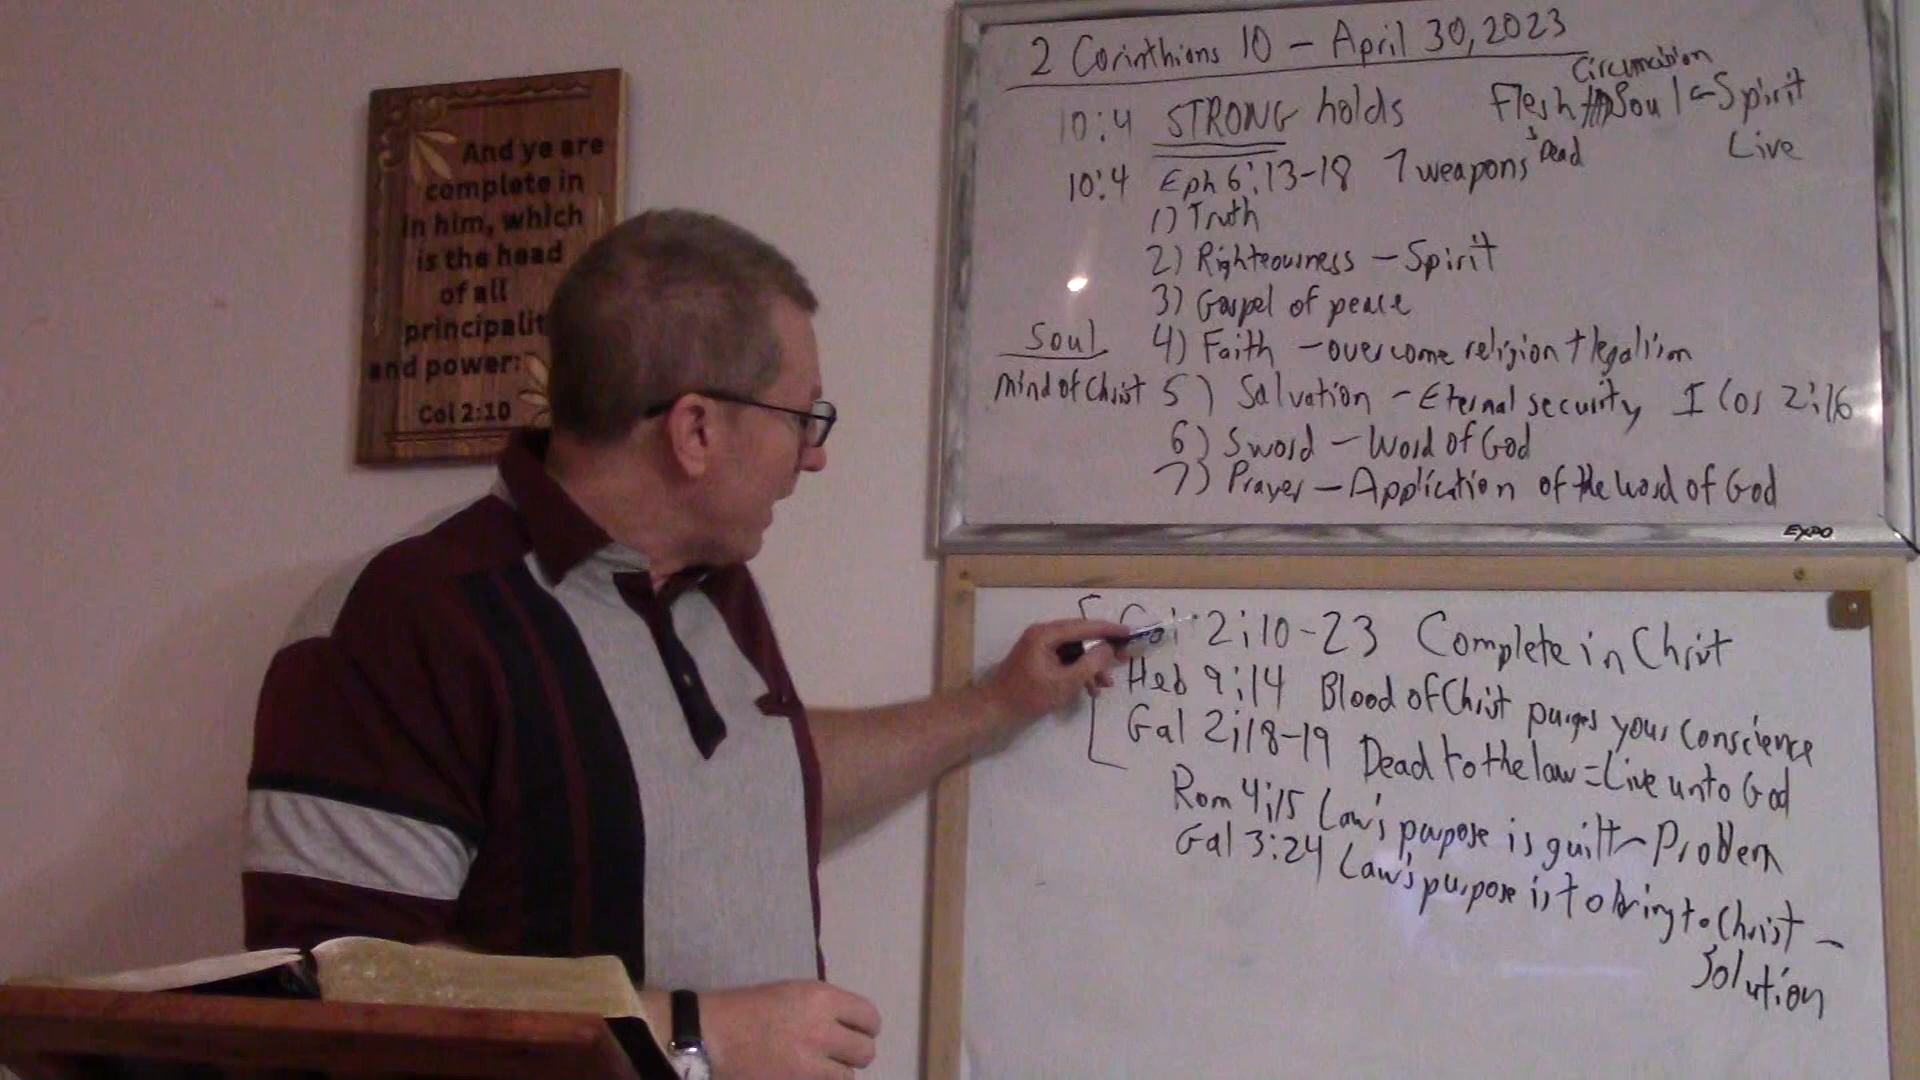 And ye are
complete in
in him, which
is the head
of all
principalit
and power:
Col 2:10
2 Corinthians 10 - April 30, 2023
Circumcision
10:4 STRONG holds Flesh Soul Spirit
Dead Live
10:4 Eph 6:13-18 7 weapons
1) Truth
2) Righteousness - Spirit
3) Gospel of peace
Soul 4) Faith - overcome religion + legalism
mind of Christ 5) Salvation - Eternal security I Cor 2:16
6) Sword - Word of God
7) Prayer - Application of the word of God
EXPO
Col 2:10-23 Complete in Christ
Heb 9:14 Blood of Christ purges your conscience
Gal 2:18-19 Dead to the law = Live unto God
Rom 4:15 Law's purpose is guilt - Problem
Gal 3:24 Law's purpose is to bring to Christ -
Solution